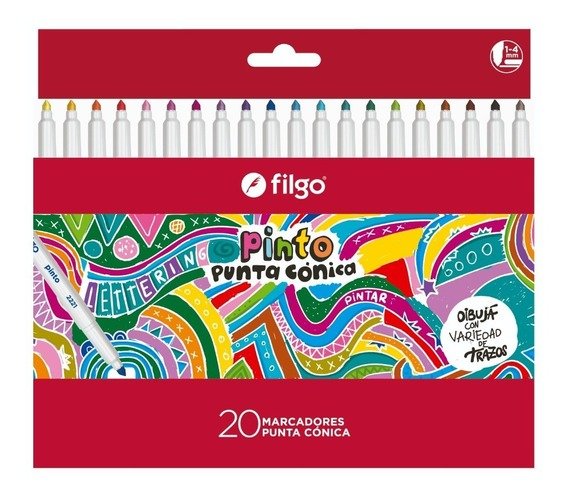 1-4
mm
filgo
LETTERING
pinto
PUNTA CÓNICA
pinto 2221
PINTAR
DIBUJÁ
CON
VARIEDAD
DE
TRAZOS
20 MARCADORES
PUNTA CÓNICA